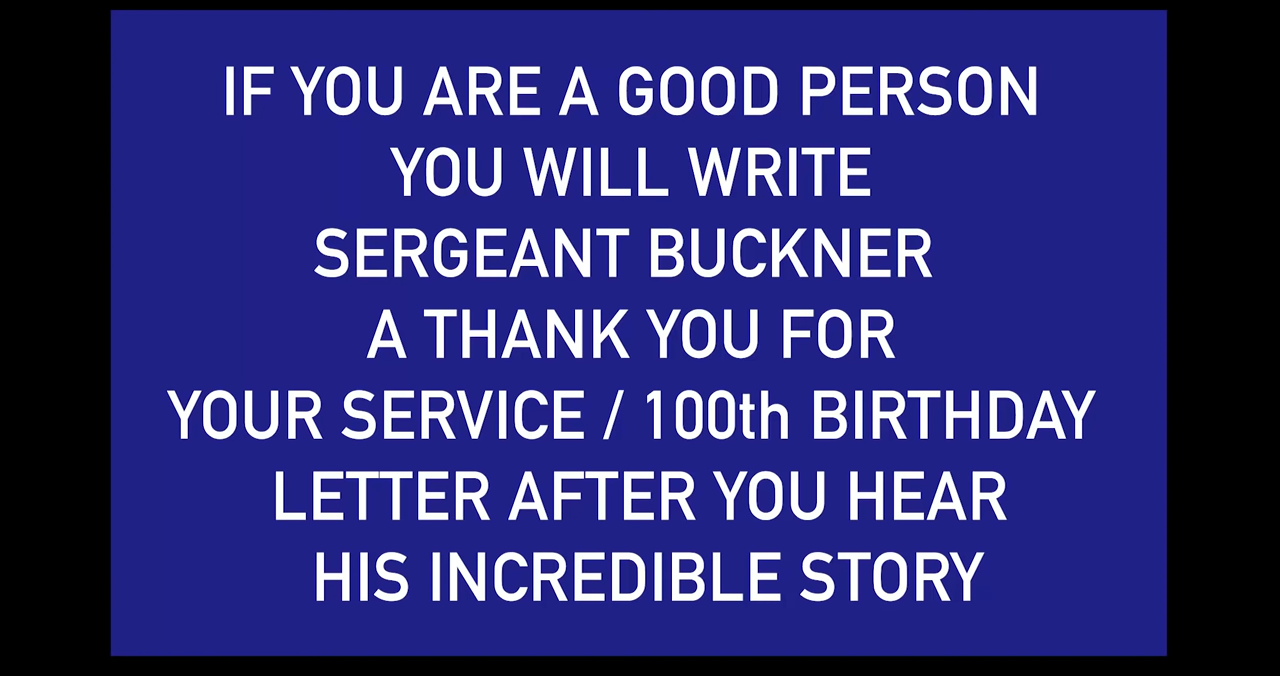 IF YOU ARE A GOOD PERSON
YOU WILL WRITE
SERGEANT BUCKNER
A THANK YOU FOR
YOUR SERVICE / 100th BIRTHDAY
LETTER AFTER YOU HEAR
HIS INCREDIBLE STORY